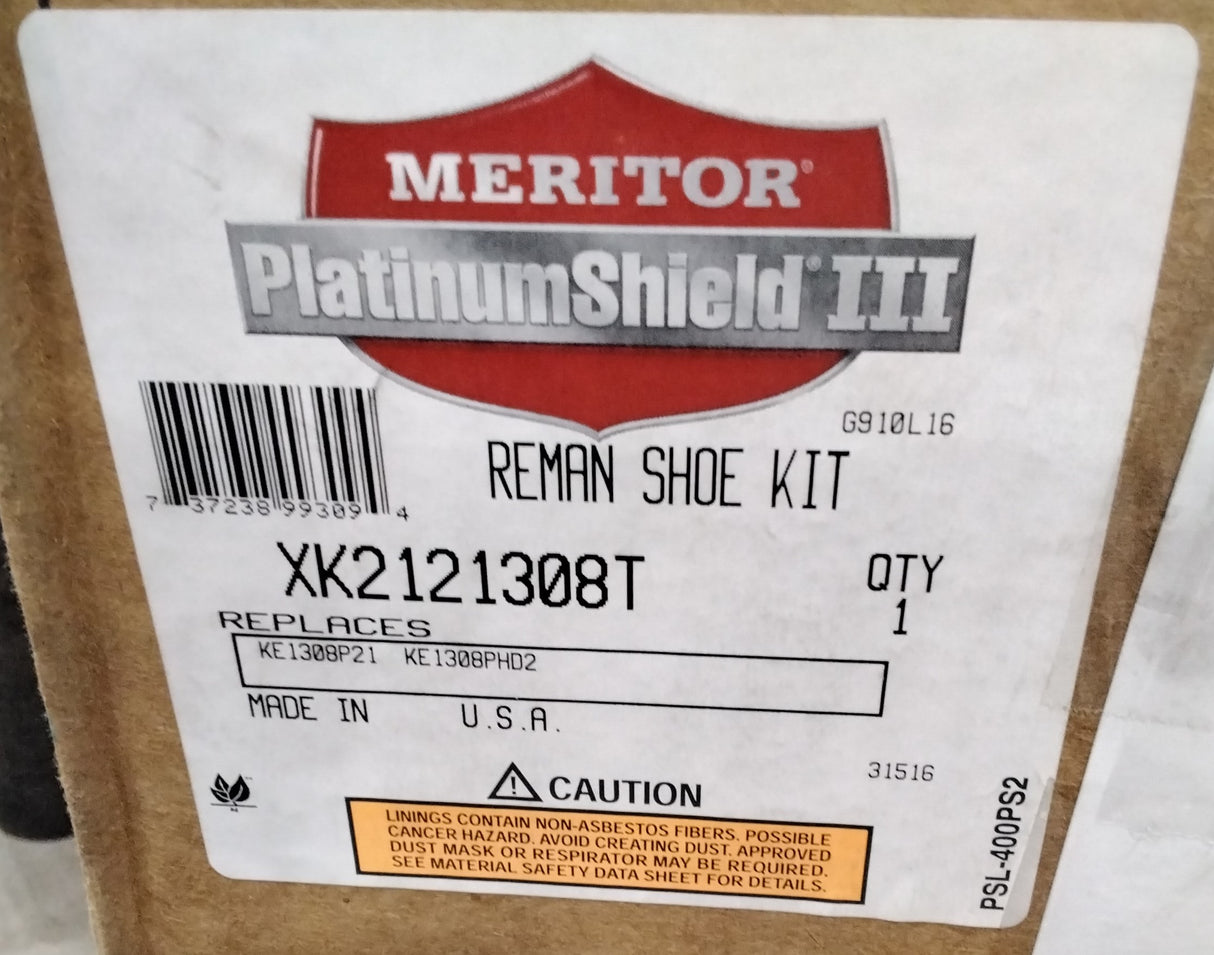 MERITOR®
PlatinumShield® III
G910L16
REMAN SHOE KIT
7 37238 99309 4
XK2121308T
QTY
1
REPLACES
KE1308P21 KE1308PHD2
MADE IN U.S.A.
31516
CAUTION
LININGS CONTAIN NON-ASBESTOS FIBERS. POSSIBLE
CANCER HAZARD. AVOID CREATING DUST. APPROVED
DUST MASK OR RESPIRATOR MAY BE REQUIRED.
SEE MATERIAL SAFETY DATA SHEET FOR DETAILS.
PSL-400PS2